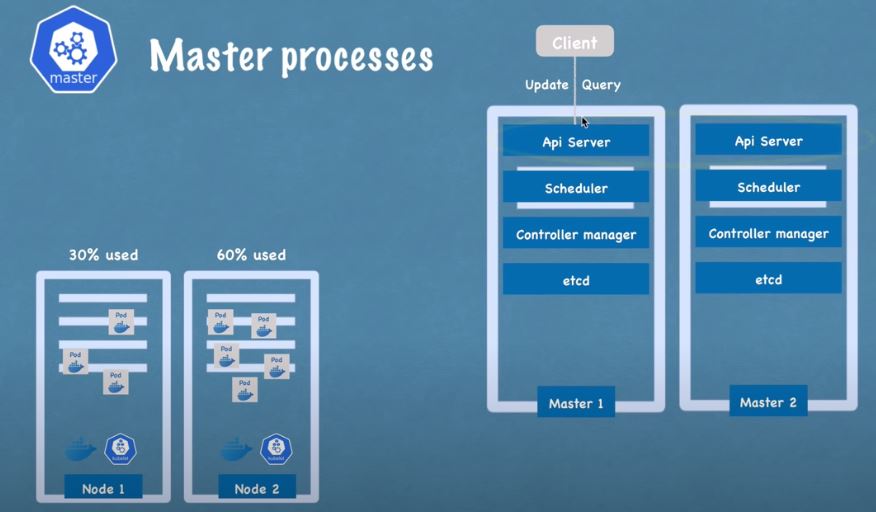 master
Master processes
Client
Update Query
Api Server
Scheduler
Controller manager
etcd
Master 1
Api Server
Scheduler
Controller manager
etcd
Master 2
30% used
Pod
Pod
Pod
kubelet
Node 1
60% used
Pod
Pod
Pod
Pod
Pod
kubelet
Node 2